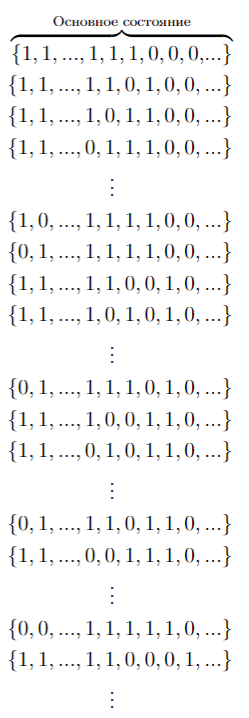 Основное состояние
{1, 1, ..., 1, 1, 1, 0, 0, 0, ...}
{1, 1, ..., 1, 1, 0, 1, 0, 0, ...}
{1, 1, ..., 1, 0, 1, 1, 0, 0, ...}
{1, 1, ..., 0, 1, 1, 1, 0, 0, ...}
⋮
{1, 0, ..., 1, 1, 1, 1, 0, 0, ...}
{0, 1, ..., 1, 1, 1, 1, 0, 0, ...}
{1, 1, ..., 1, 1, 0, 0, 1, 0, ...}
{1, 1, ..., 1, 0, 1, 0, 1, 0, ...}
⋮
{0, 1, ..., 1, 1, 1, 0, 1, 0, ...}
{1, 1, ..., 1, 0, 0, 1, 1, 0, ...}
{1, 1, ..., 0, 1, 0, 1, 1, 0, ...}
⋮
{0, 1, ..., 1, 1, 0, 1, 1, 0, ...}
{1, 1, ..., 0, 0, 1, 1, 1, 0, ...}
⋮
{0, 0, ..., 1, 1, 1, 1, 1, 0, ...}
{1, 1, ..., 1, 1, 0, 0, 0, 1, ...}
⋮